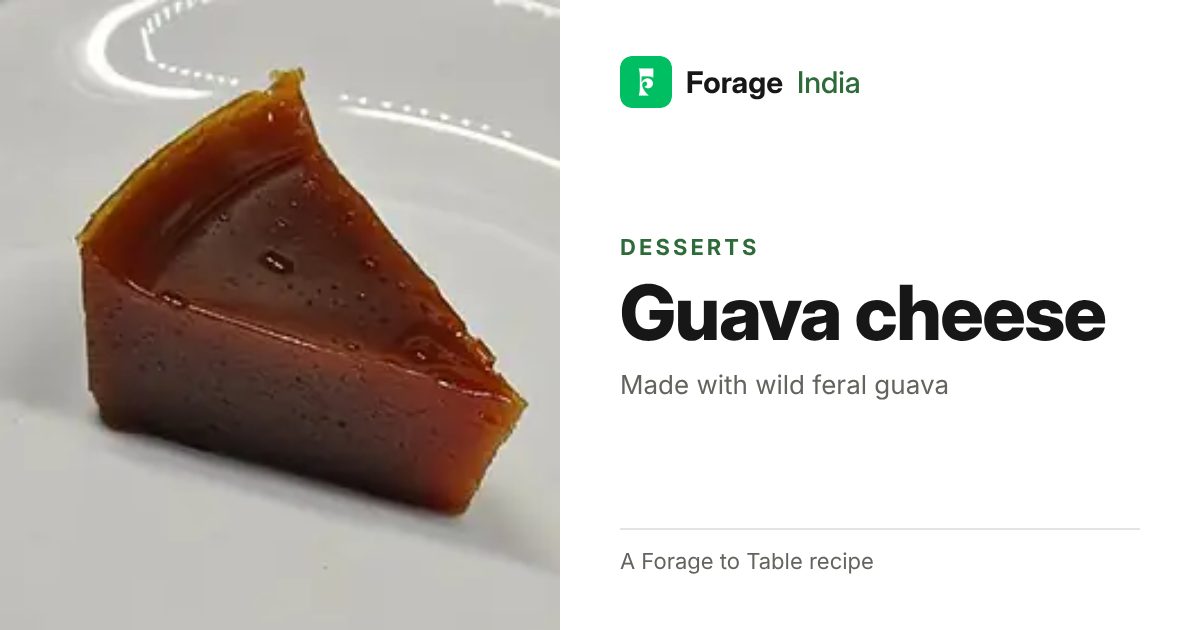 Forage India
DESSERTS
Guava cheese
Made with wild feral guava
A Forage to Table recipe